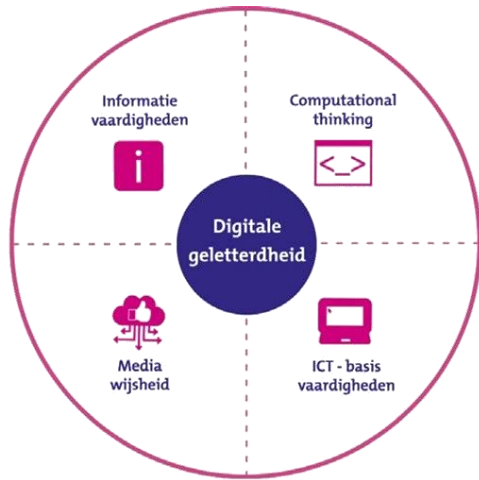 Informatie
vaardigheden
Computational
thinking
i
<_>
Digitale
geletterdheid
Media
wijsheid
ICT - basis
vaardigheden